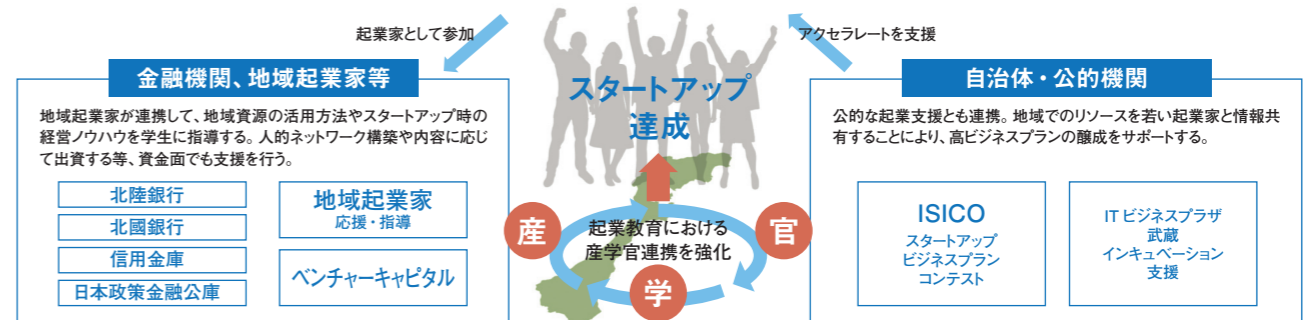 起業家として参加
アクセラレートを支援
金融機関、地域起業家等
地域起業家が連携して、地域資源の活用方法やスタートアップ時の
経営ノウハウを学生に指導する。人的ネットワーク構築や内容に応じ
て出資する等、資金面でも支援を行う。
北陸銀行
北國銀行
信用金庫
日本政策金融公庫
地域起業家
応援・指導
ベンチャーキャピタル
スタートアップ
達成
産
起業教育における
産学官連携を強化
官
学
自治体・公的機関
公的な起業支援とも連携。地域でのリソースを若い起業家と情報共
有することにより、高ビジネスプランの醸成をサポートする。
ISICO
スタートアップ
ビジネスプラン
コンテスト
IT ビジネスプラザ
武蔵
インキュベーション
支援